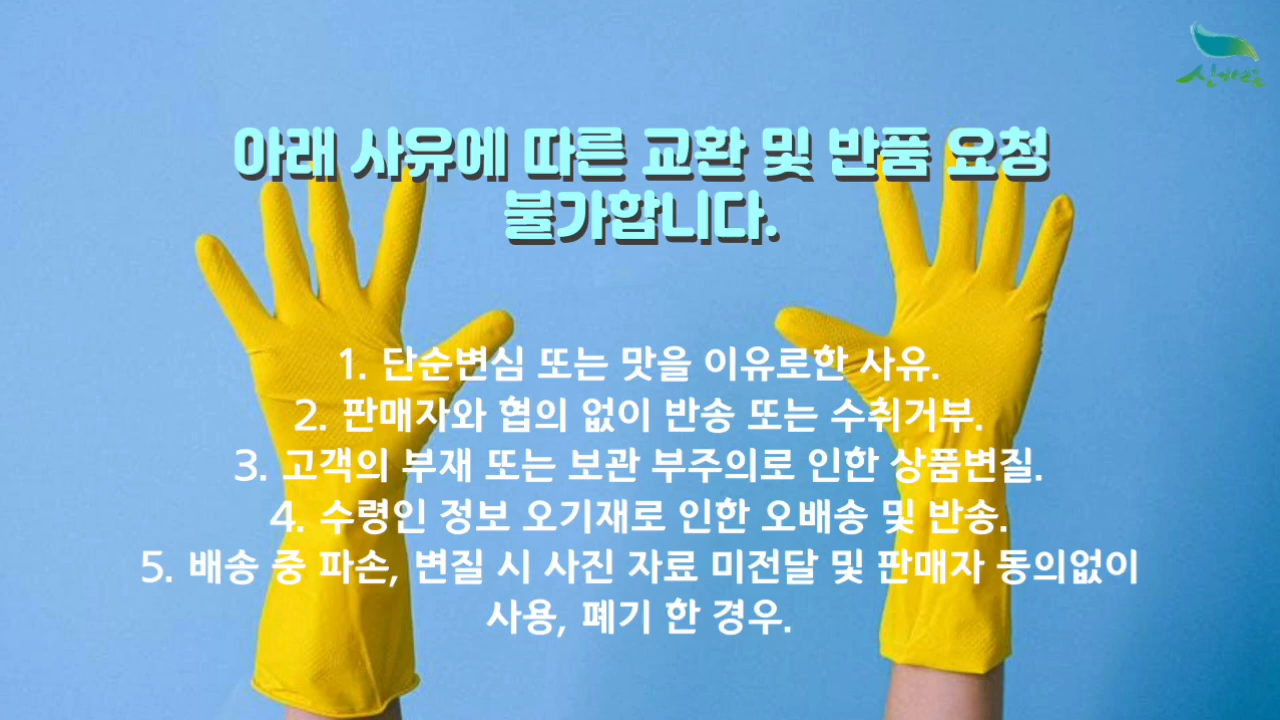 아래 사유에 따른 교환 및 반품 요청
불가합니다.
1. 단순변심 또는 맛을 이유로한 사유.
2. 판매자와 협의 없이 반송 또는 수취거부.
3. 고객의 부재 또는 보관 부주의로 인한 상품변질.
4. 수령인 정보 오기재로 인한 오배송 및 반송.
5. 배송 중 파손, 변질 시 사진 자료 미전달 및 판매자 동의없이
사용, 폐기 한 경우.